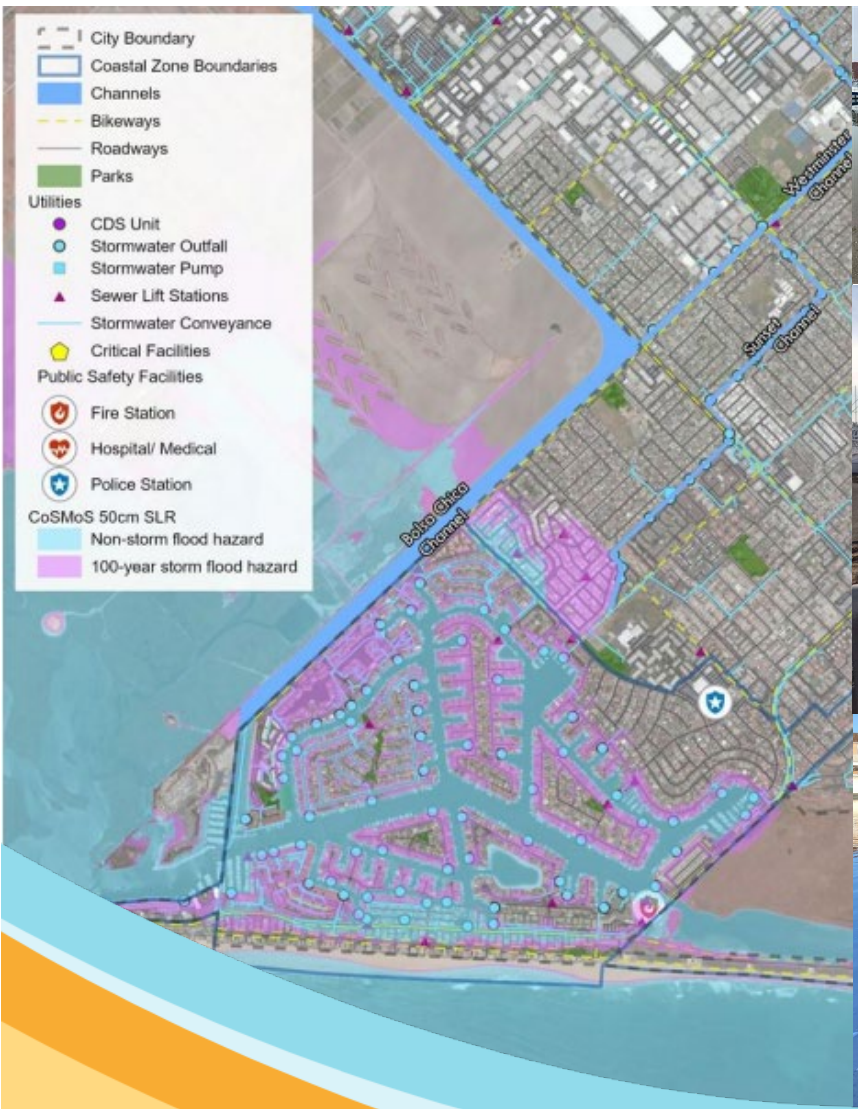 City Boundary
Coastal Zone Boundaries
Channels
Bikeways
Roadways
Parks
Utilities
CDS Unit
Stormwater Outfall
Stormwater Pump
Sewer Lift Stations
Stormwater Conveyance
Critical Facilities
Public Safety Facilities
Fire Station
Hospital/ Medical
Police Station
CoSMoS 50cm SLR
Non-storm flood hazard
100-year storm flood hazard
Westminster
Channel
Sunset
Channel
Bolsa Chica
Channel